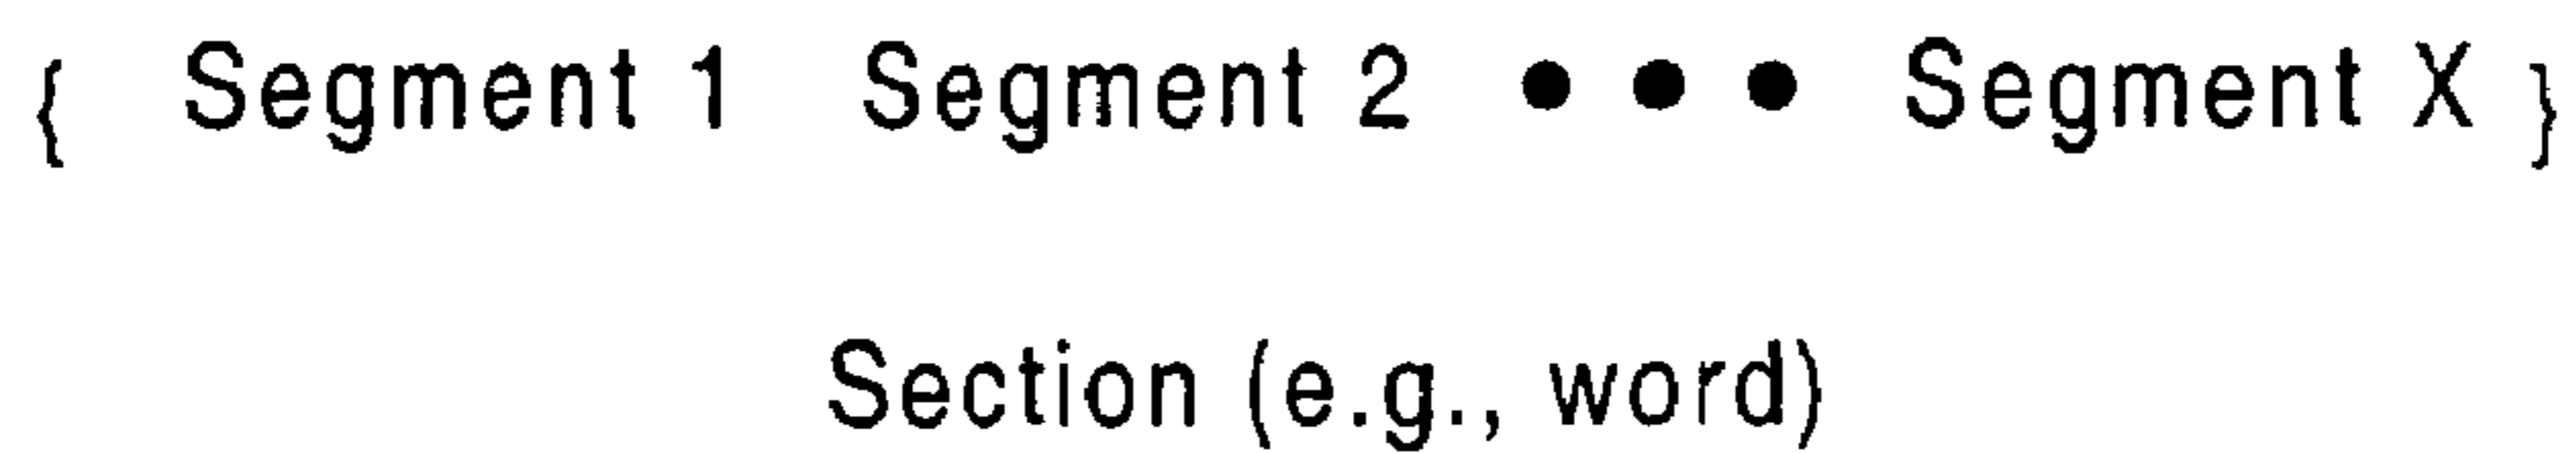 { Segment 1 Segment 2 ● ● ● Segment X }
Section (e.g., word)